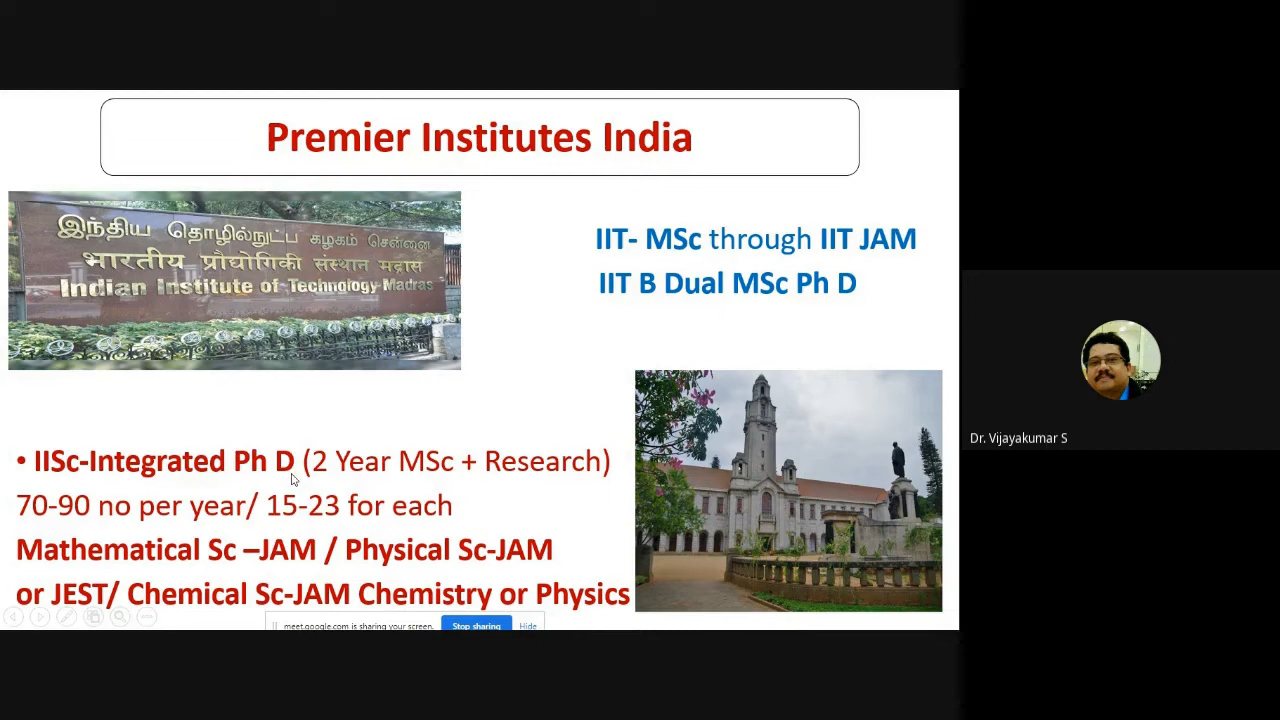 Premier Institutes India
இந்திய தொழில்நுட்ப கழகம் சென்னை
भारतीय प्रौद्योगिकी संस्थान मद्रास
Indian Institute of Technology Madras
IIT- MSc through IIT JAM
IIT B Dual MSc Ph D
• IISc-Integrated Ph D (2 Year MSc + Research)
70-90 no per year/ 15-23 for each
Mathematical Sc –JAM / Physical Sc-JAM
or JEST/ Chemical Sc-JAM Chemistry or Physics
meet.google.com is sharing your screen. Stop sharing Hide
Dr. Vijayakumar S